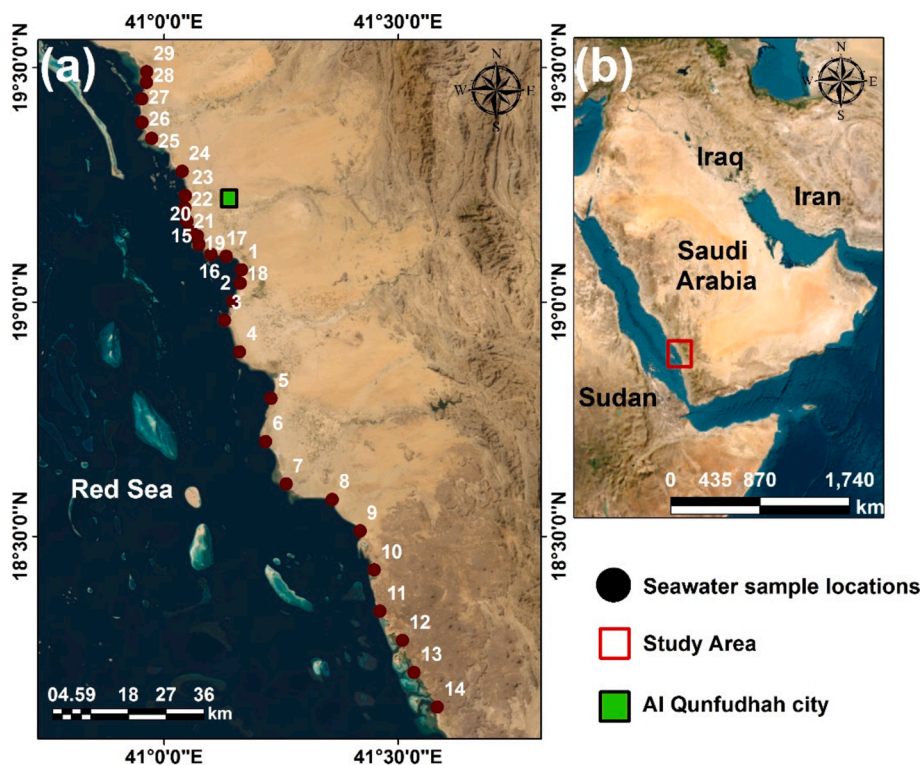 41°0'0"E
41°30'0"E
(a)
N
W
E
S
19°30'0"N
19°0'0"N
18°30'0"N
29
28
27
26
25
24
23
22
20
21
15
19
17
16
1
18
2
3
4
5
6
7
8
9
10
11
12
13
14
Red Sea
04.59 18 27 36
km
19°30'0"N
19°0'0"N
18°30'0"N
41°0'0"E
41°30'0"E
(b)
N
W
E
S
Iraq
Iran
Saudi
Arabia
Sudan
0 435 870 1,740
km
Seawater sample locations
Study Area
Al Qunfudhah city